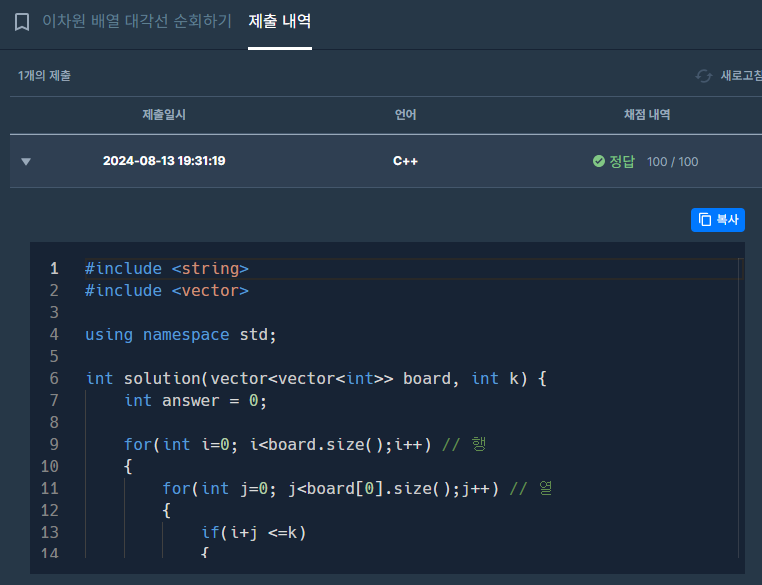 이차원 배열 대각선 순회하기 제출 내역
1개의 제출 새로고침
제출일시 언어 채점 내역
2024-08-13 19:31:19 C++ 정답 100 / 100
복사
1 #include <string>
2 #include <vector>
3
4 using namespace std;
5
6 int solution(vector<vector<int>> board, int k) {
7 int answer = 0;
8
9 for(int i=0; i<board.size();i++) // 행
10 {
11 for(int j=0; j<board[0].size();j++) // 열
12 {
13 if(i+j <=k)
14 {